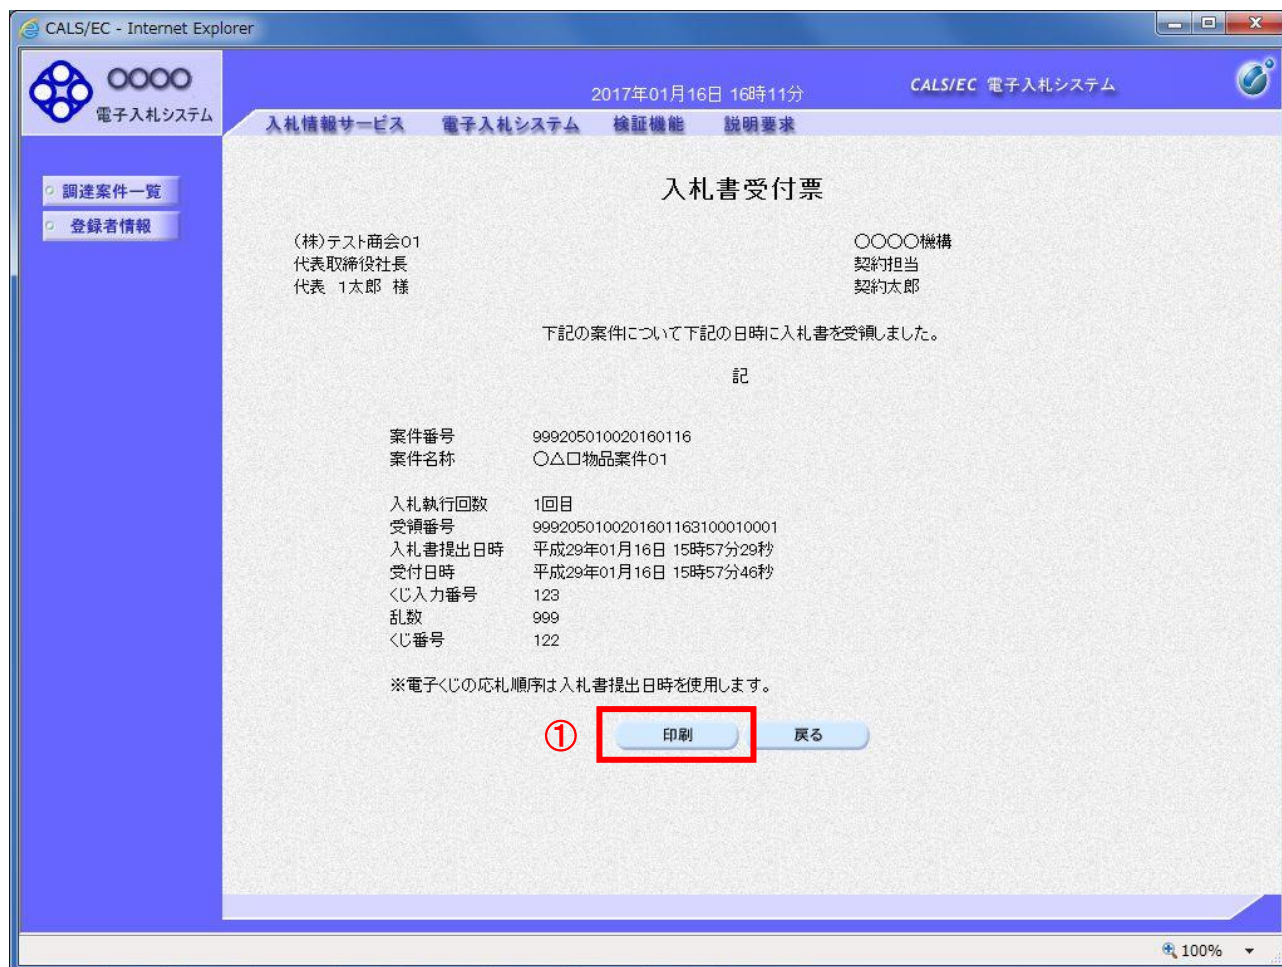 CALS/EC - Internet Explorer
〇〇〇〇
電子入札システム
2017年01月16日 16時11分
CALS/EC 電子入札システム
入札情報サービス 電子入札システム 検証機能 説明要求
調達案件一覧
登録者情報
入札書受付票
(株)テスト商会01
代表取締役社長
代表 1太郎 様
〇〇〇〇機構
契約担当
契約太郎
下記の案件について下記の日時に入札書を受領しました。
記
案件番号 999205010020160116
案件名称 〇△口物品案件01
入札執行回数 1回目
受領番号 9992050100201601163100010001
入札書提出日時 平成29年01月16日 15時57分29秒
受付日時 平成29年01月16日 15時57分46秒
くじ入力番号 123
乱数 999
くじ番号 122
※電子くじの応札順序は入札書提出日時を使用します。
① 印刷 戻る
100%